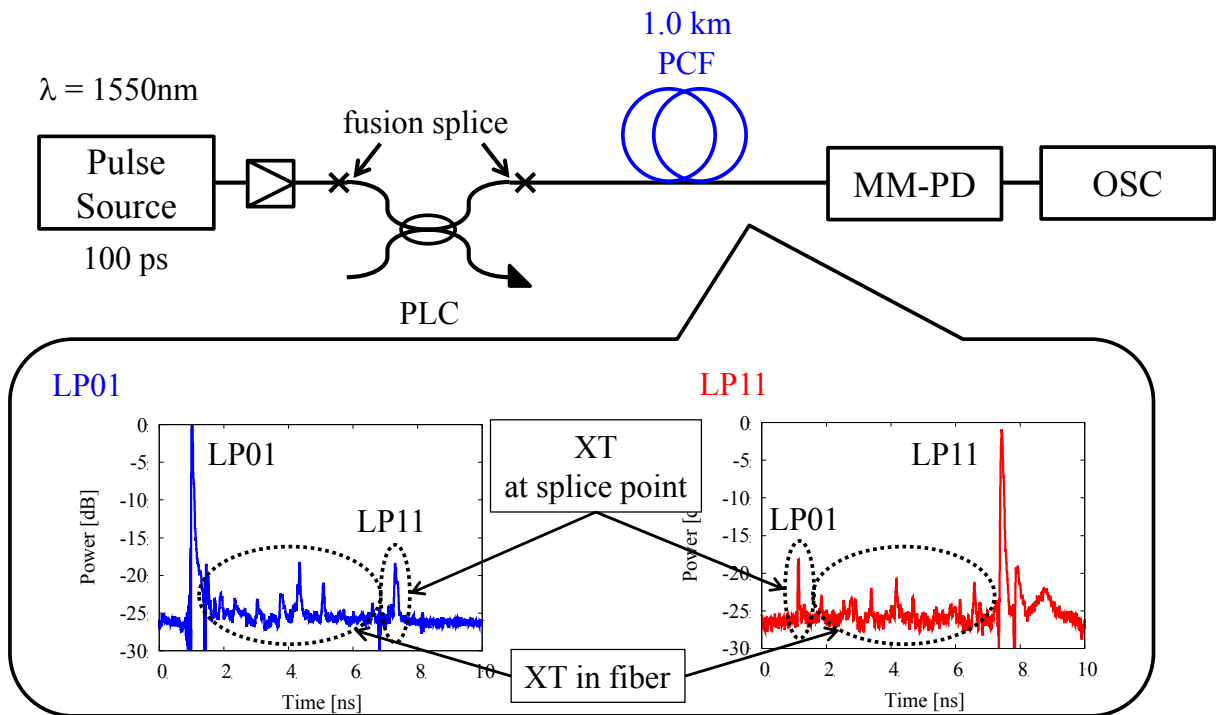 1.0 km
PCF
λ = 1550nm
fusion splice
Pulse
Source
MM-PD
OSC
100 ps
PLC
LP01
LP11
0
-5
-10
-15
-20
-25
-30
Power [dB]
LP01
LP11
0
2
4
6
8
10
Time [ns]
XT
at splice point
XT in fiber
0
-5
-10
-15
-20
-25
-30
Power [d
LP01
LP11
0
2
4
6
8
10
Time [ns]